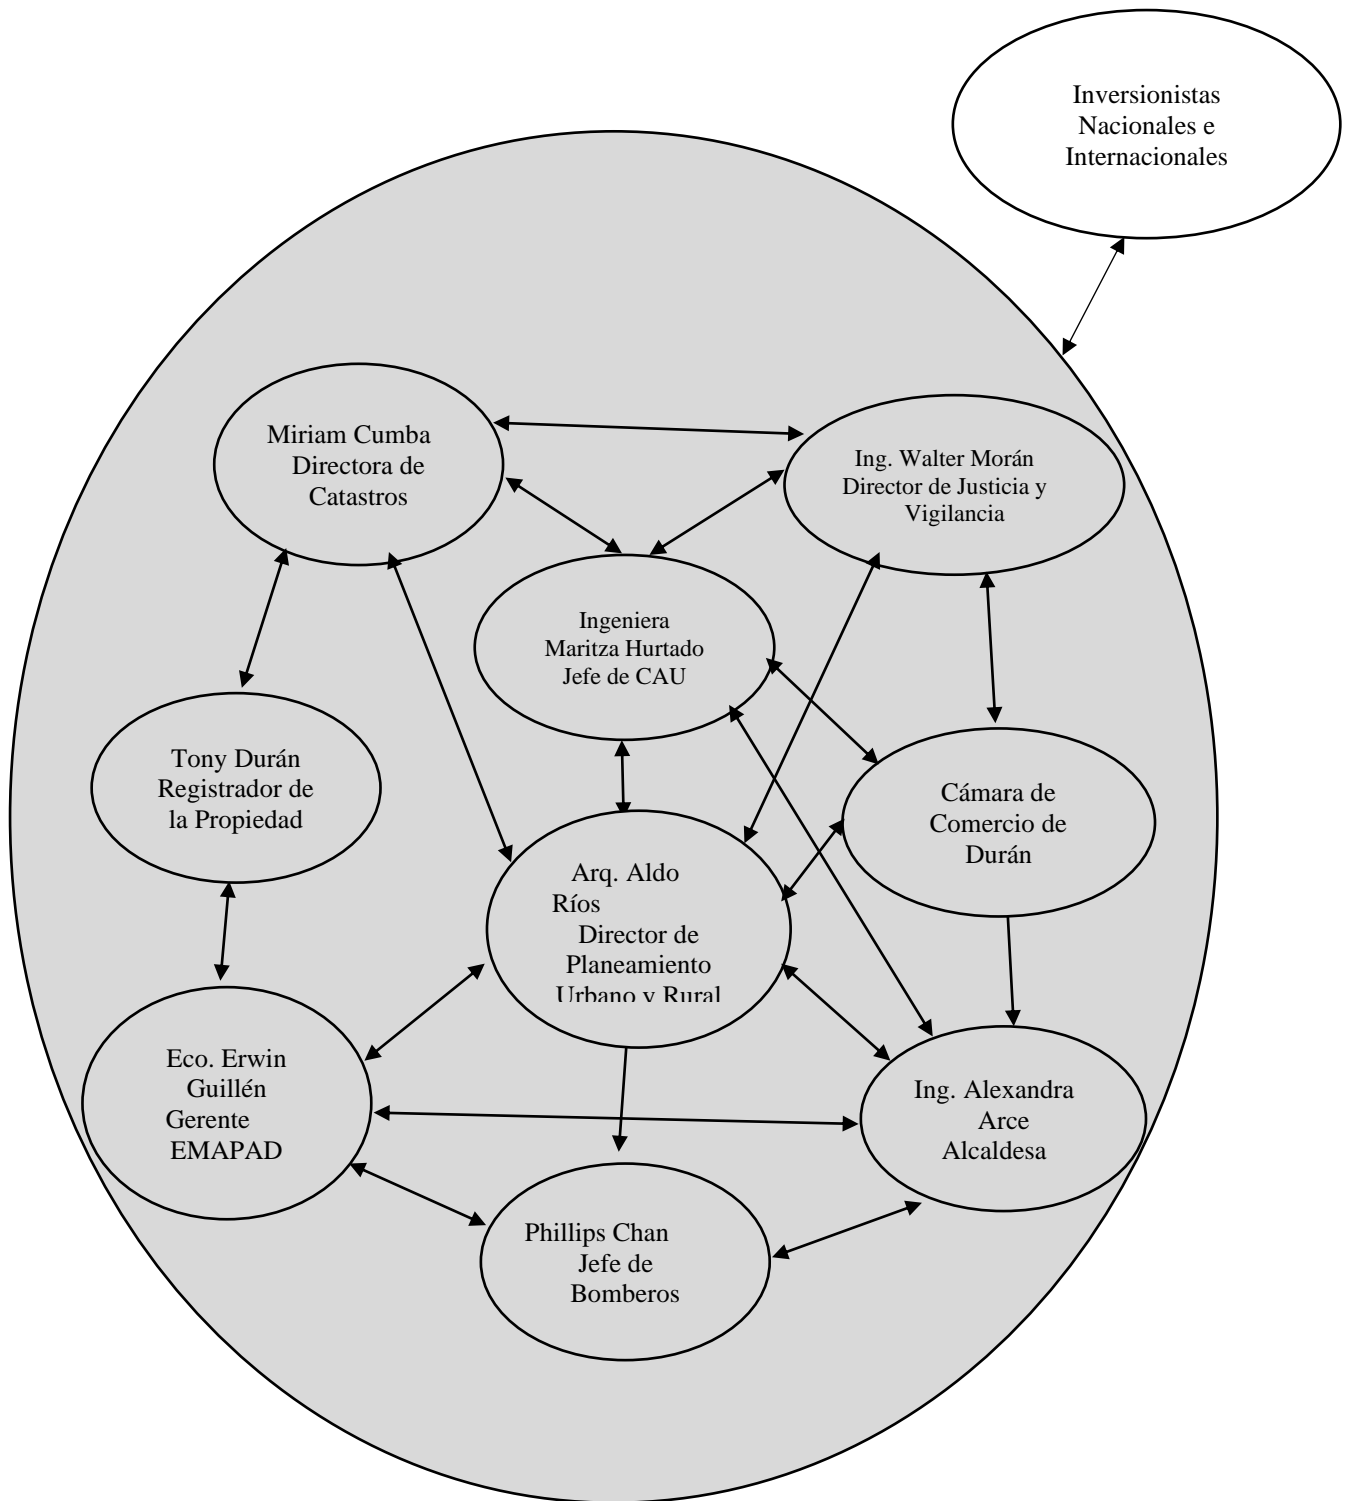 Inversionistas
Nacionales e
Internacionales
Miriam Cumba
Directora de
Catastros
Ing. Walter Morán
Director de Justicia y
Vigilancia
Ingeniera
Maritza Hurtado
Jefe de CAU
Tony Durán
Registrador de
la Propiedad
Cámara de
Comercio de
Durán
Arq. Aldo
Ríos
Director de
Planeamiento
Urbano y Rural
Eco. Erwin
Guillén
Gerente
EMAPAD
Ing. Alexandra
Arce
Alcaldesa
Phillips Chan
Jefe de
Bomberos